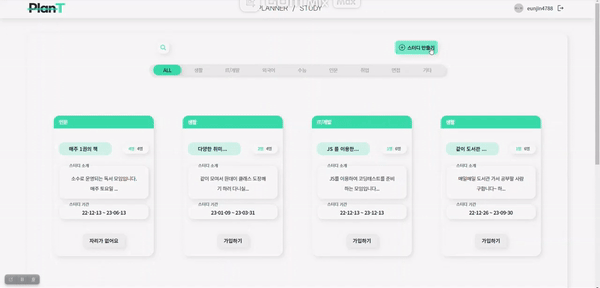 PlanT
PLANNER / STUDY
eunjin4788
스터디 만들기
ALL 생활 IT개발 외국어 수능 인문 취업 면접 기타
인문 생활 IT개발 생활
매주 1권의 책 다양한 취미... JS 를 이용한... 같이 도서관 ...
스터디 소개 스터디 소개 스터디 소개 스터디 소개
소수로 운영되는 독서 모임입니다. 같이 모여서 원데이 클래스 도장깨 JS를 이용하여 코딩테스트를 준비 매일매일 도서관 가서 공부할 사람
매주 토요일 ... 기 하러 다니실... 하는 모임입니다... 구합니다~ 하...
스터디 기간 스터디 기간 스터디 기간 스터디 기간
22-12-13 ~ 23-06-13 23-01-09 ~ 23-03-31 22-12-13 ~ 23-12-13 22-12-26 ~ 23-09-30
자리가 없어요 가입하기 가입하기 가입하기